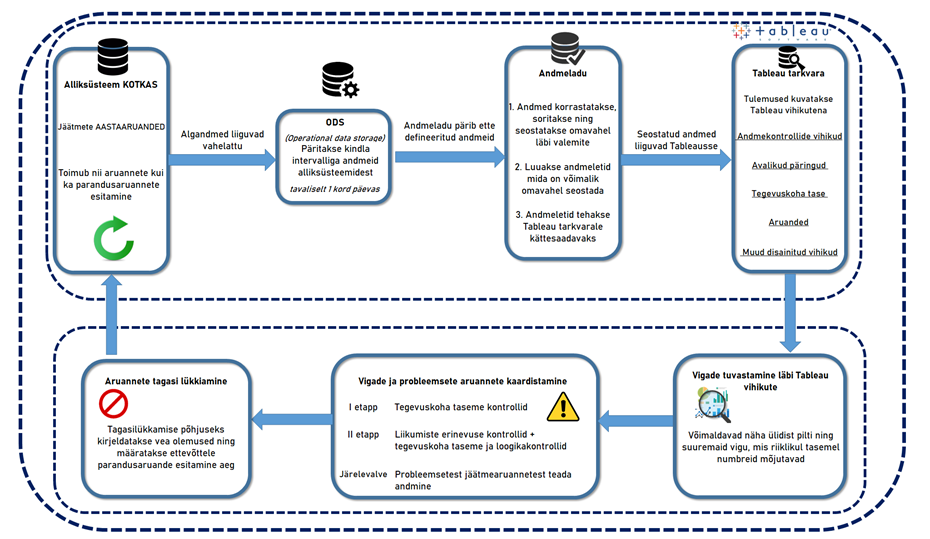 + t a b l e a u
Alliksüsteem KOTKAS
Jäätmete AASTAARUANDED
Toimub nii aruannete kui
ka parandusaruannete
esitamine
Algandmed liiguvad
vahelattu
ODS
(Operational data storage)
Päritakse kindla
intervalliga andmeid
alliksüsteemidest
tavaliselt 1 kord päevas
Andmeladu pärib ette
defineeritud andmeid
Andmeladu
1. Andmed korrastatakse,
soritakse ning
seostatakse omavahel
läbi valemite
2. Luuakse andmeletid
mida on võimalik
omavahel seostada
3. Andmeletid tehakse
Tableau tarkvarale
kättesaadavaks
Seostatud andmed
liiguvad Tableausse
Tableau tarkvara
Tulemused kuvatakse
Tableau vihikutena
Andmekontrollide vihikud
Avalikud päringud
Tegevuskoha tase
Aruanded
Muud disainitud vihikud
Aruannete tagasi lükkiamine
Tagasilükkamise põhjuseks
kirjeldatakse vea olemused ning
määratakse ettevõttele
parandusaruande esitamine aeg
Vigade ja probleemsete aruannete kaardistamine
I etapp Tegevuskoha taseme kontrollid
II etapp Liikumiste erinevuse kontrollid +
tegevuskoha taseme ja loogikakontrollid
Järelevalve Probleemsetest jäätmearuannetest teada
andmine
Vigade tuvastamine läbi Tableau
vihikute
Võimaldavad näha üldist pilti ning
suuremaid vigu, mis riiklikul tasemel
numbreid mõjutavad